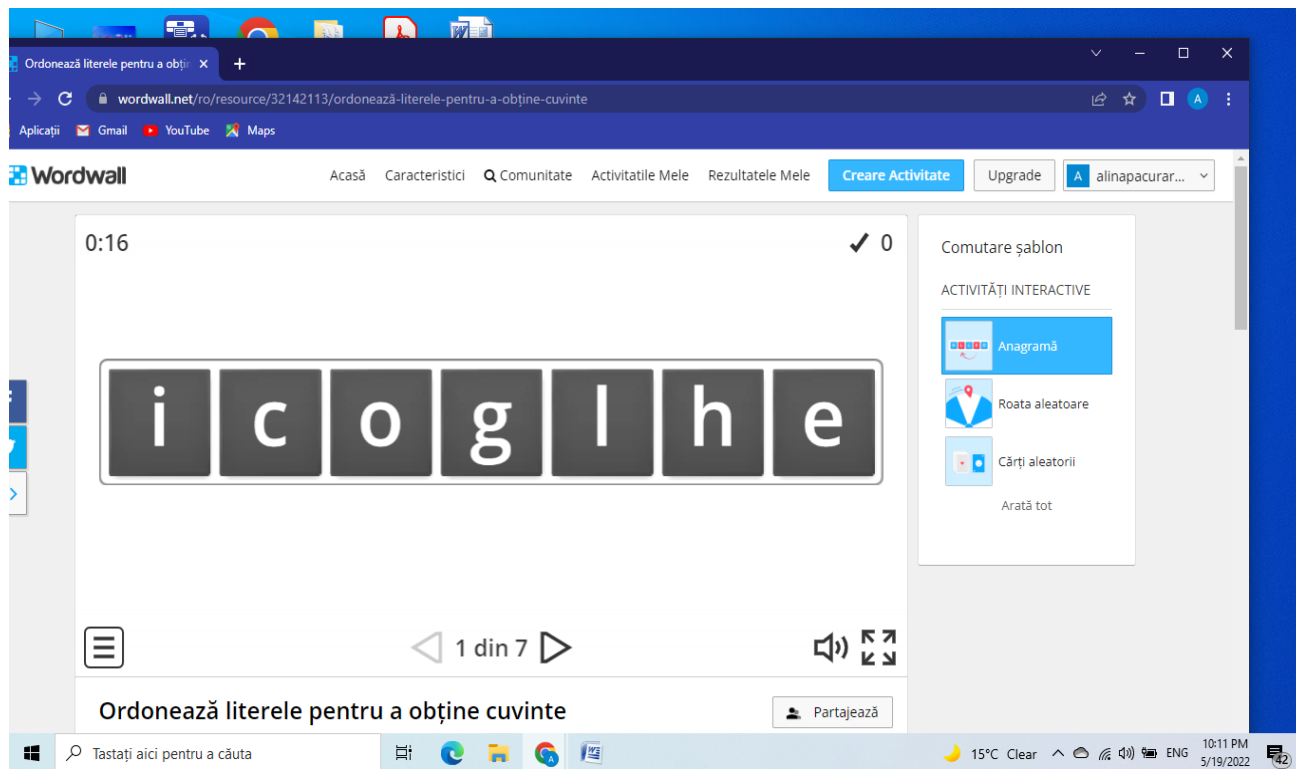 Ordonează literele pentru a obțin
wordwall.net/ro/resource/32142113/ordonează-literele-pentru-a-obține-cuvinte
A
Aplicații Gmail YouTube Maps
Wordwall
Acasă Caracteristici Comunitate Activitatile Mele Rezultatele Mele Creare Activitate Upgrade A alinapacurar...
0:16
0
Comutare șablon
ACTIVITĂȚI INTERACTIVE
Anagramă
i c o g l h e
Roata aleatoare
Cărți aleatorii
Arată tot
1 din 7
Ordonează literele pentru a obține cuvinte
Partajează
Tastați aici pentru a căuta
15°C Clear
ENG
10:11 PM
5/19/2022
42